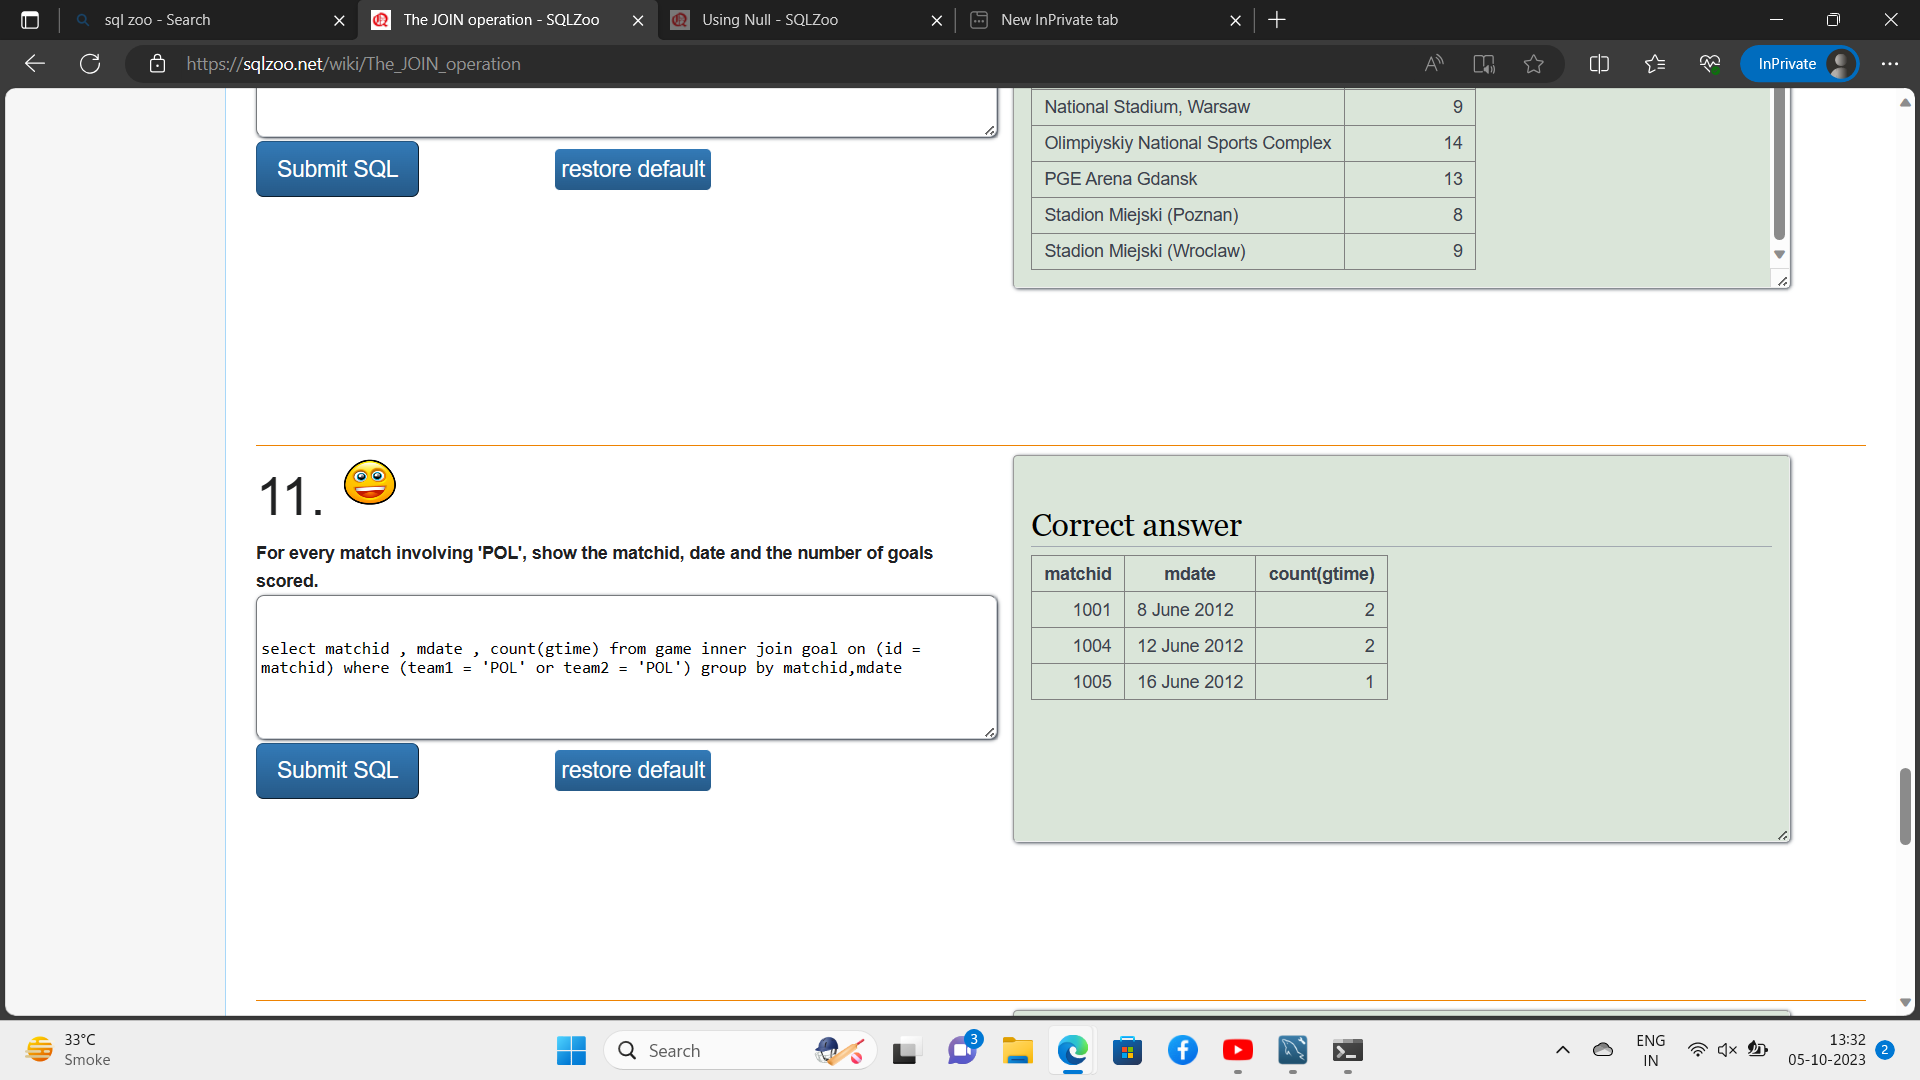 sql zoo - Search
The JOIN operation - SQLZoo
Using Null - SQLZoo
New InPrivate tab
https://sqlzoo.net/wiki/The_JOIN_operation
InPrivate
National Stadium, Warsaw 9
Olimpiyskiy National Sports Complex 14
PGE Arena Gdansk 13
Stadion Miejski (Poznan) 8
Stadion Miejski (Wroclaw) 9
Submit SQL
restore default
11.
For every match involving 'POL', show the matchid, date and the number of goals
scored.
select matchid , mdate , count(gtime) from game inner join goal on (id =
matchid) where (team1 = 'POL' or team2 = 'POL') group by matchid,mdate
Submit SQL
restore default
Correct answer
matchid mdate count(gtime)
1001 8 June 2012 2
1004 12 June 2012 2
1005 16 June 2012 1
33°C
Smoke
Search
3
ENG
IN
13:32
05-10-2023
2